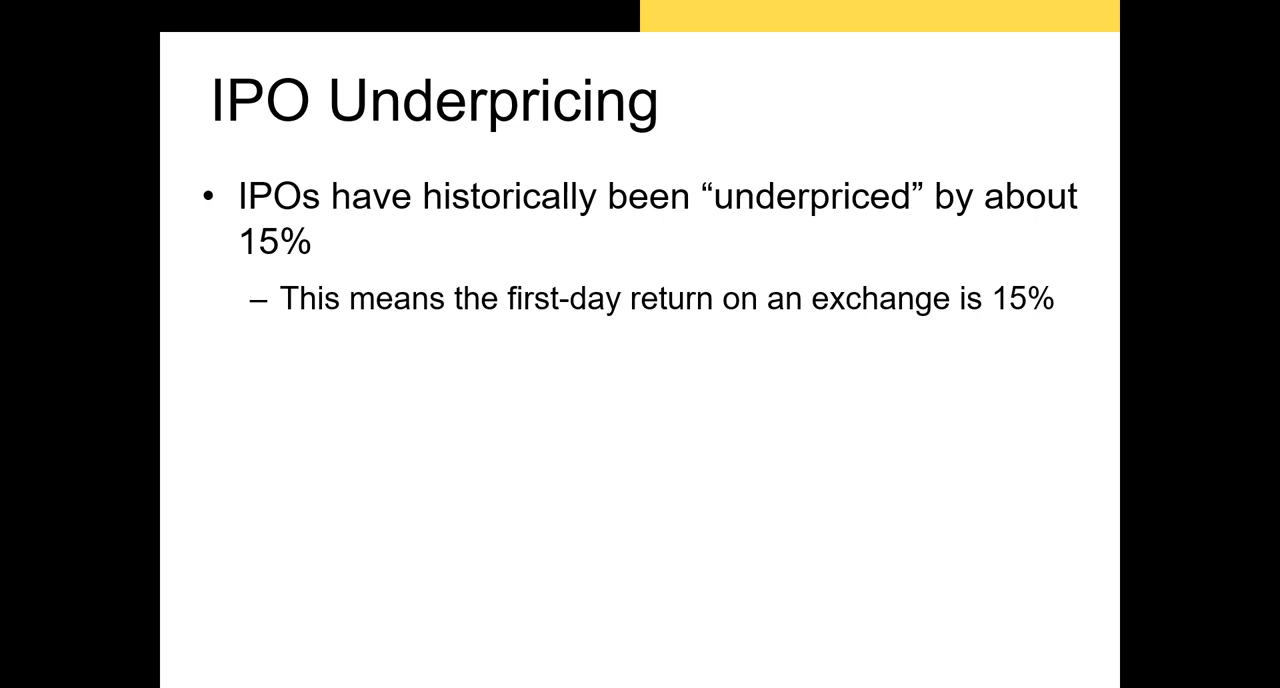 IPO Underpricing
• IPOs have historically been “underpriced” by about
15%
– This means the first-day return on an exchange is 15%